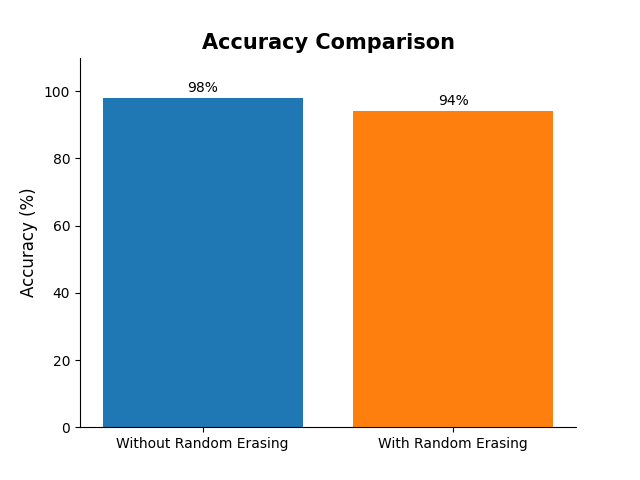 Accuracy Comparison
98%
94%
100
80
60
40
20
0
Accuracy (%)
Without Random Erasing
With Random Erasing